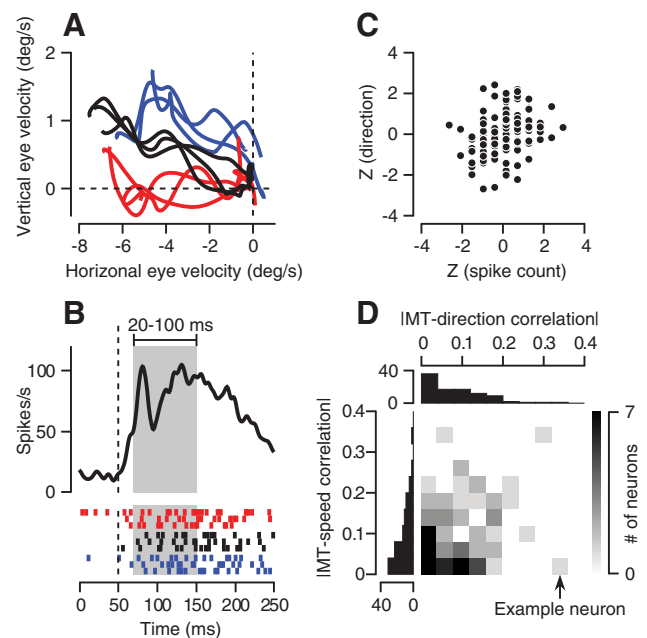 A
Vertical eye velocity (deg/s)
2
1
0
-8 -6 -4 -2 0
Horizonal eye velocity (deg/s)
C
Z (direction)
4
2
0
-2
-4
-4 -2 0 2 4
Z (spike count)
B
20-100 ms
Spikes/s
100
50
0
0 50 100 150 200 250
Time (ms)
D
|MT-direction correlation|
0 0.1 0.2 0.3 0.4
40
0
|MT-speed correlation|
0.4
0.3
0.2
0.1
0
40 0
7
0
# of neurons
Example neuron